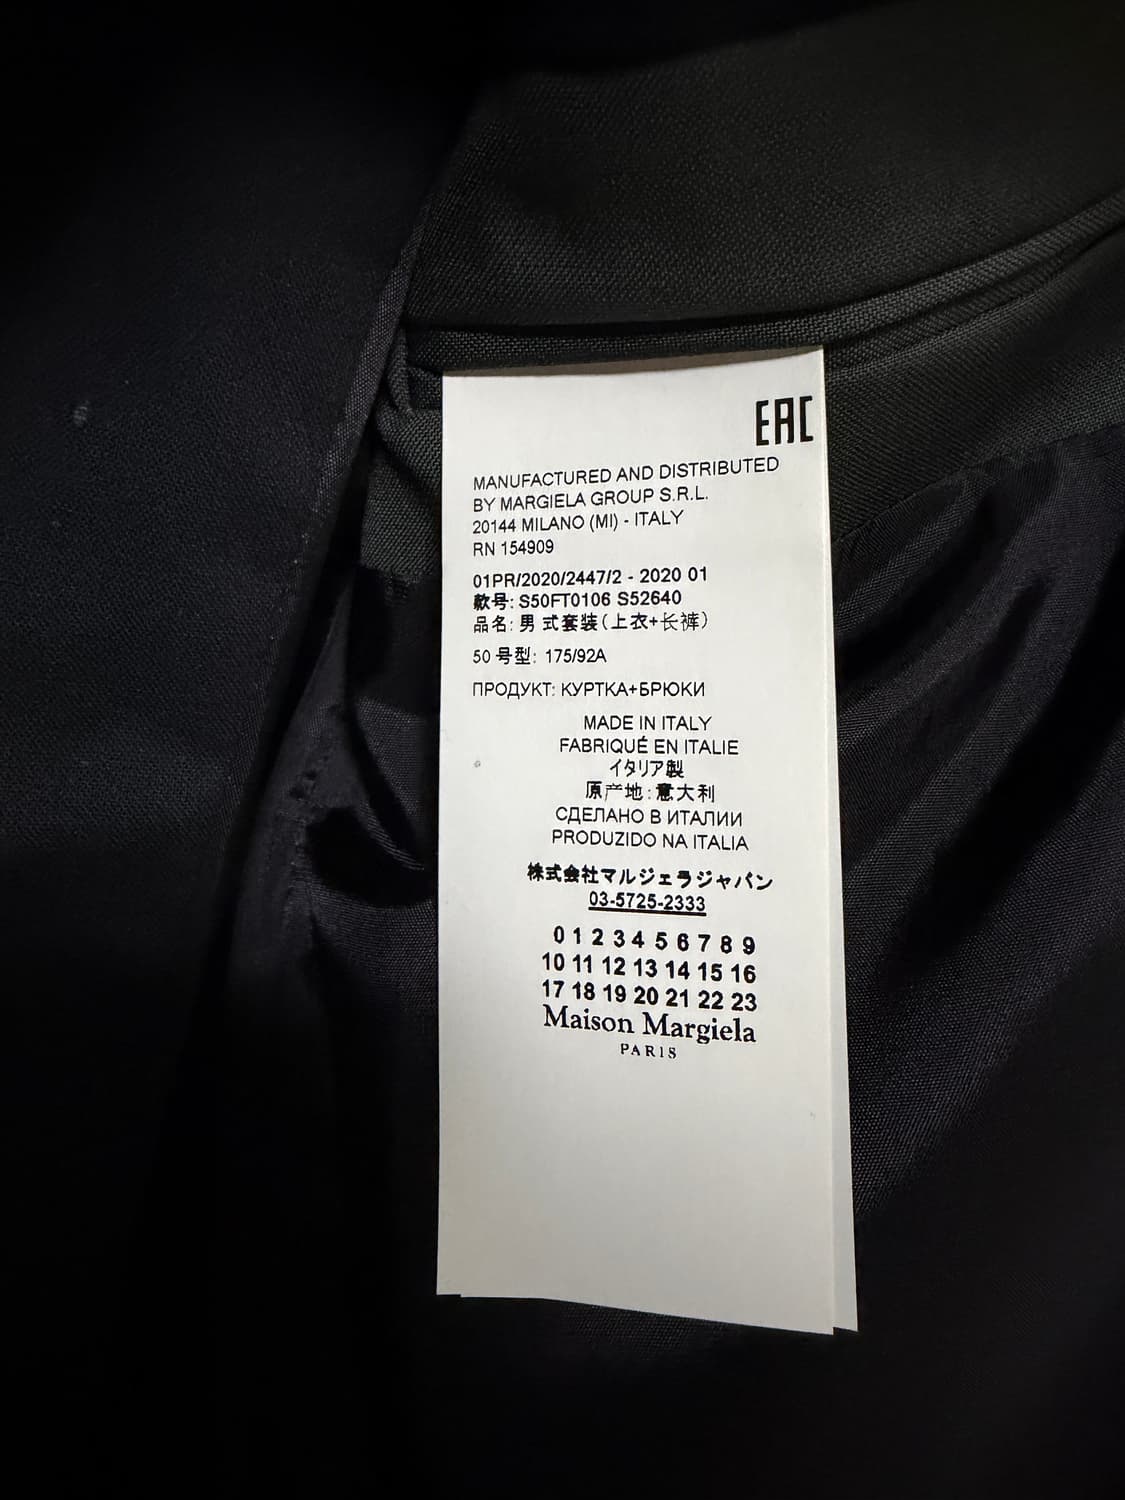 EAC
MANUFACTURED AND DISTRIBUTED
BY MARGIELA GROUP S.R.L.
20144 MILANO (MI) - ITALY
RN 154909
01PR/2020/2447/2 - 2020 01
款号: S50FT0106 S52640
品名: 男 式套装(上衣+长裤)
50 号型: 175/92A
ПРОДУКТ: КУРТКА+БРЮКИ
MADE IN ITALY
FABRIQUÉ EN ITALIE
イタリア製
原产地: 意大利
СДЕЛАНО В ИТАЛИИ
PRODUZIDO NA ITALIA
株式会社マルジェラジャパン
03-5725-2333
0 1 2 3 4 5 6 7 8 9
10 11 12 13 14 15 16
17 18 19 20 21 22 23
Maison Margiela
PARIS